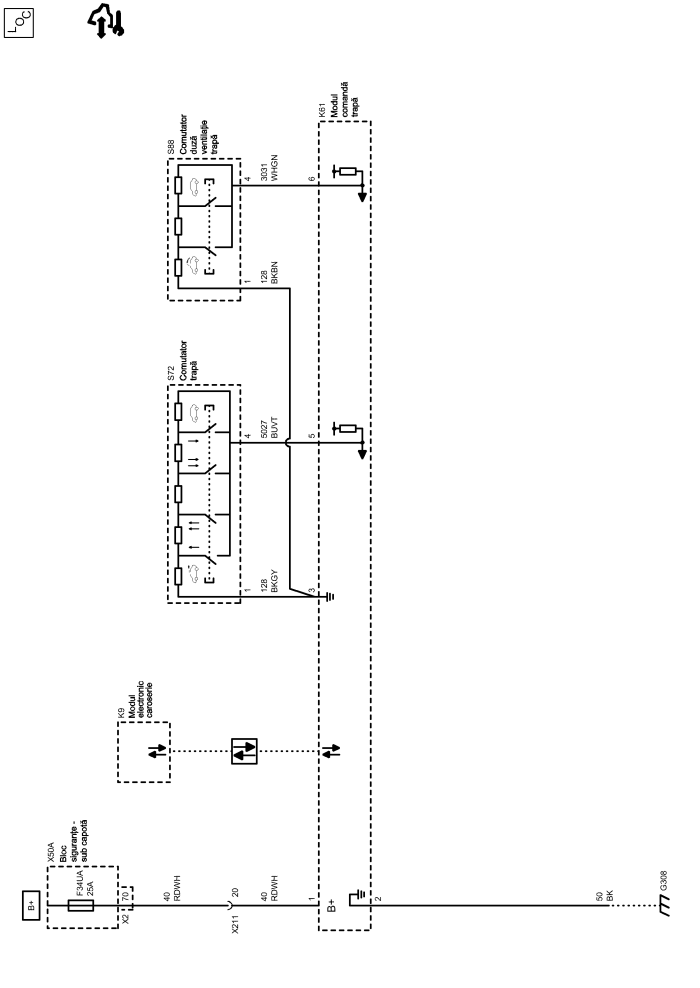 LOC
K61
Modul
comandă
trapă
S88
Comutator
duză
ventilație
trapă
4
3031
WHGN
6
1
128
BKBN
S72
Comutator
trapă
4
5027
BUVT
5
1
128
BKGY
3
K9
Modul
electronic
caroserie
X50A
Bloc
siguranțe -
sub capotă
B+
F34UA
25A
X2
70
40
RDWH
20
X211
40
RDWH
1
B+
2
50
BK
G308